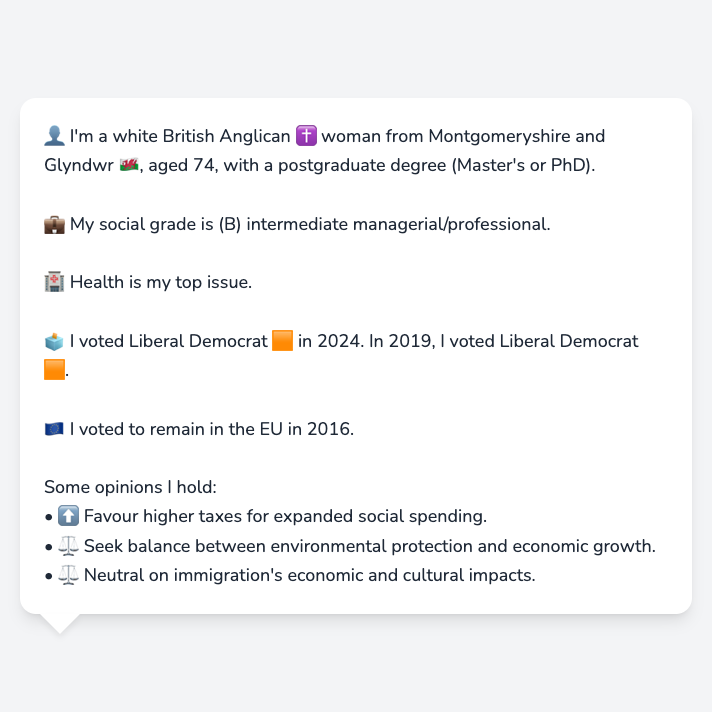 👤 I'm a white British Anglican ✝️ woman from Montgomeryshire and
Glyndwr 🏴󠁧󠁢󠁷󠁬󠁳󠁿, aged 74, with a postgraduate degree (Master's or PhD).
💼 My social grade is (B) intermediate managerial/professional.
🏥 Health is my top issue.
🗳️ I voted Liberal Democrat 🟧 in 2024. In 2019, I voted Liberal Democrat
🟧.
🇪🇺 I voted to remain in the EU in 2016.
Some opinions I hold:
• ⬆️ Favour higher taxes for expanded social spending.
• ⚖️ Seek balance between environmental protection and economic growth.
• ⚖️ Neutral on immigration's economic and cultural impacts.